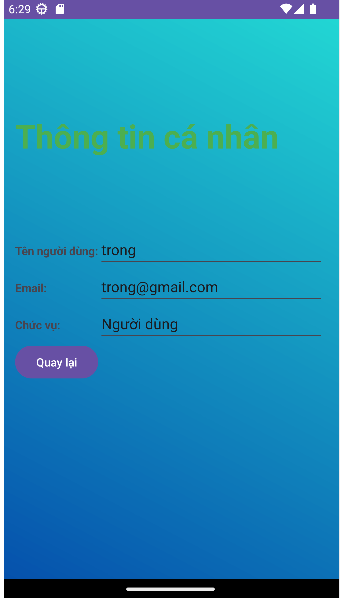 6:29
Thông tin cá nhân
Tên người dùng: trong
Email: trong@gmail.com
Chức vụ: Người dùng
Quay lại